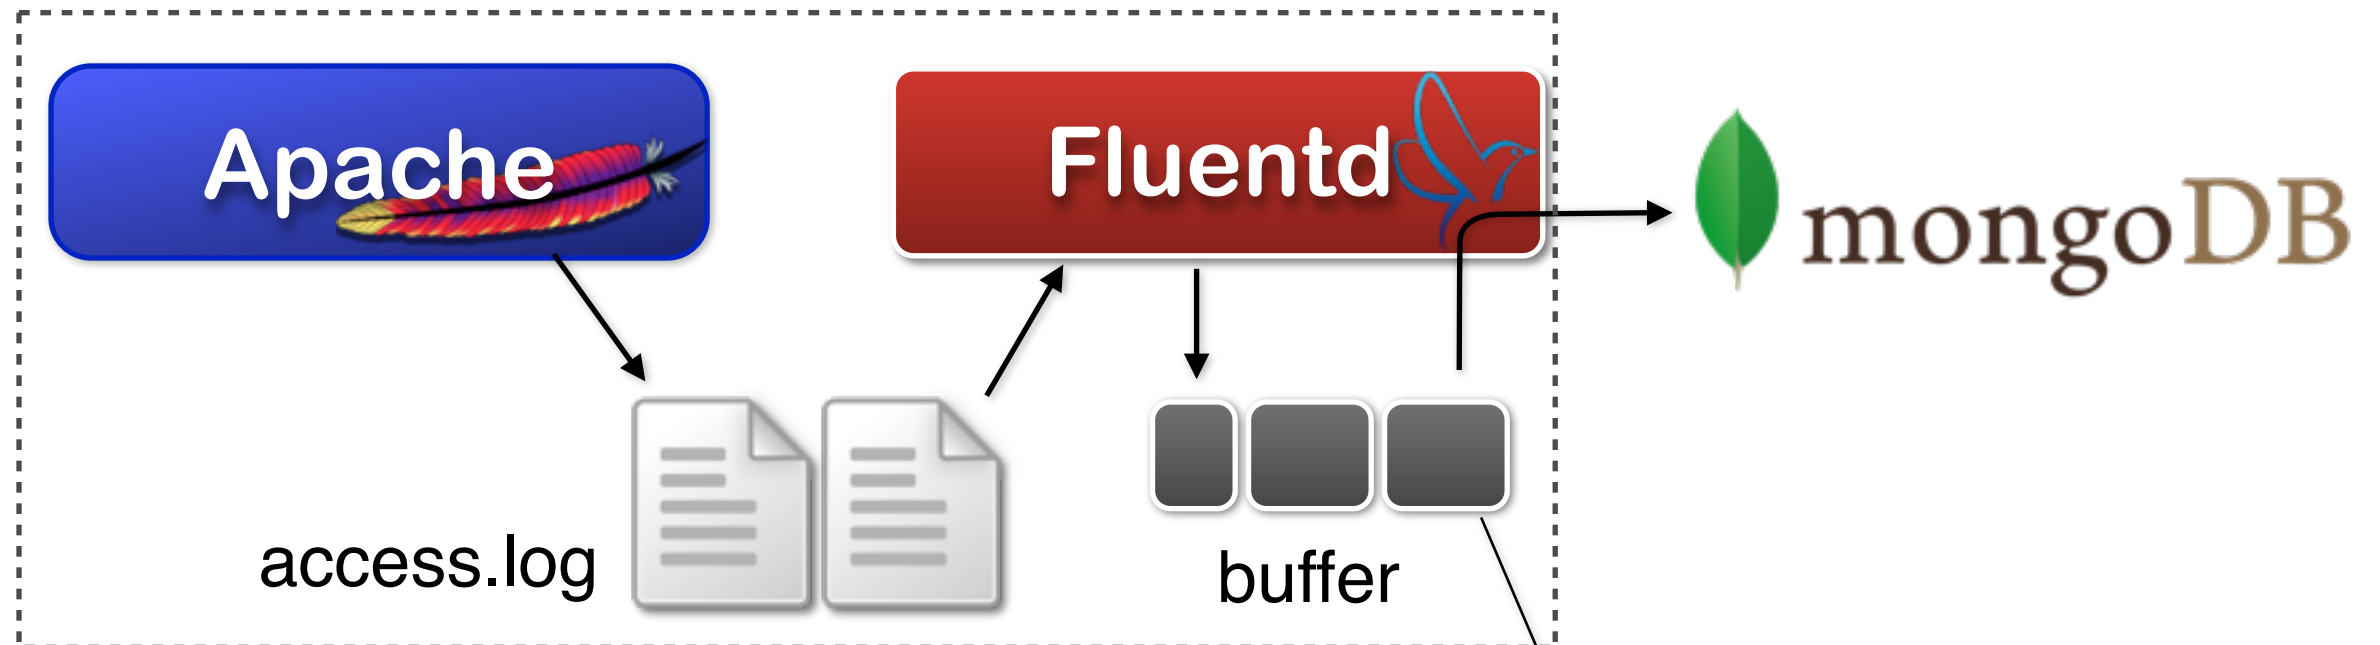 Apache
Fluentd
mongoDB
access.log
buffer